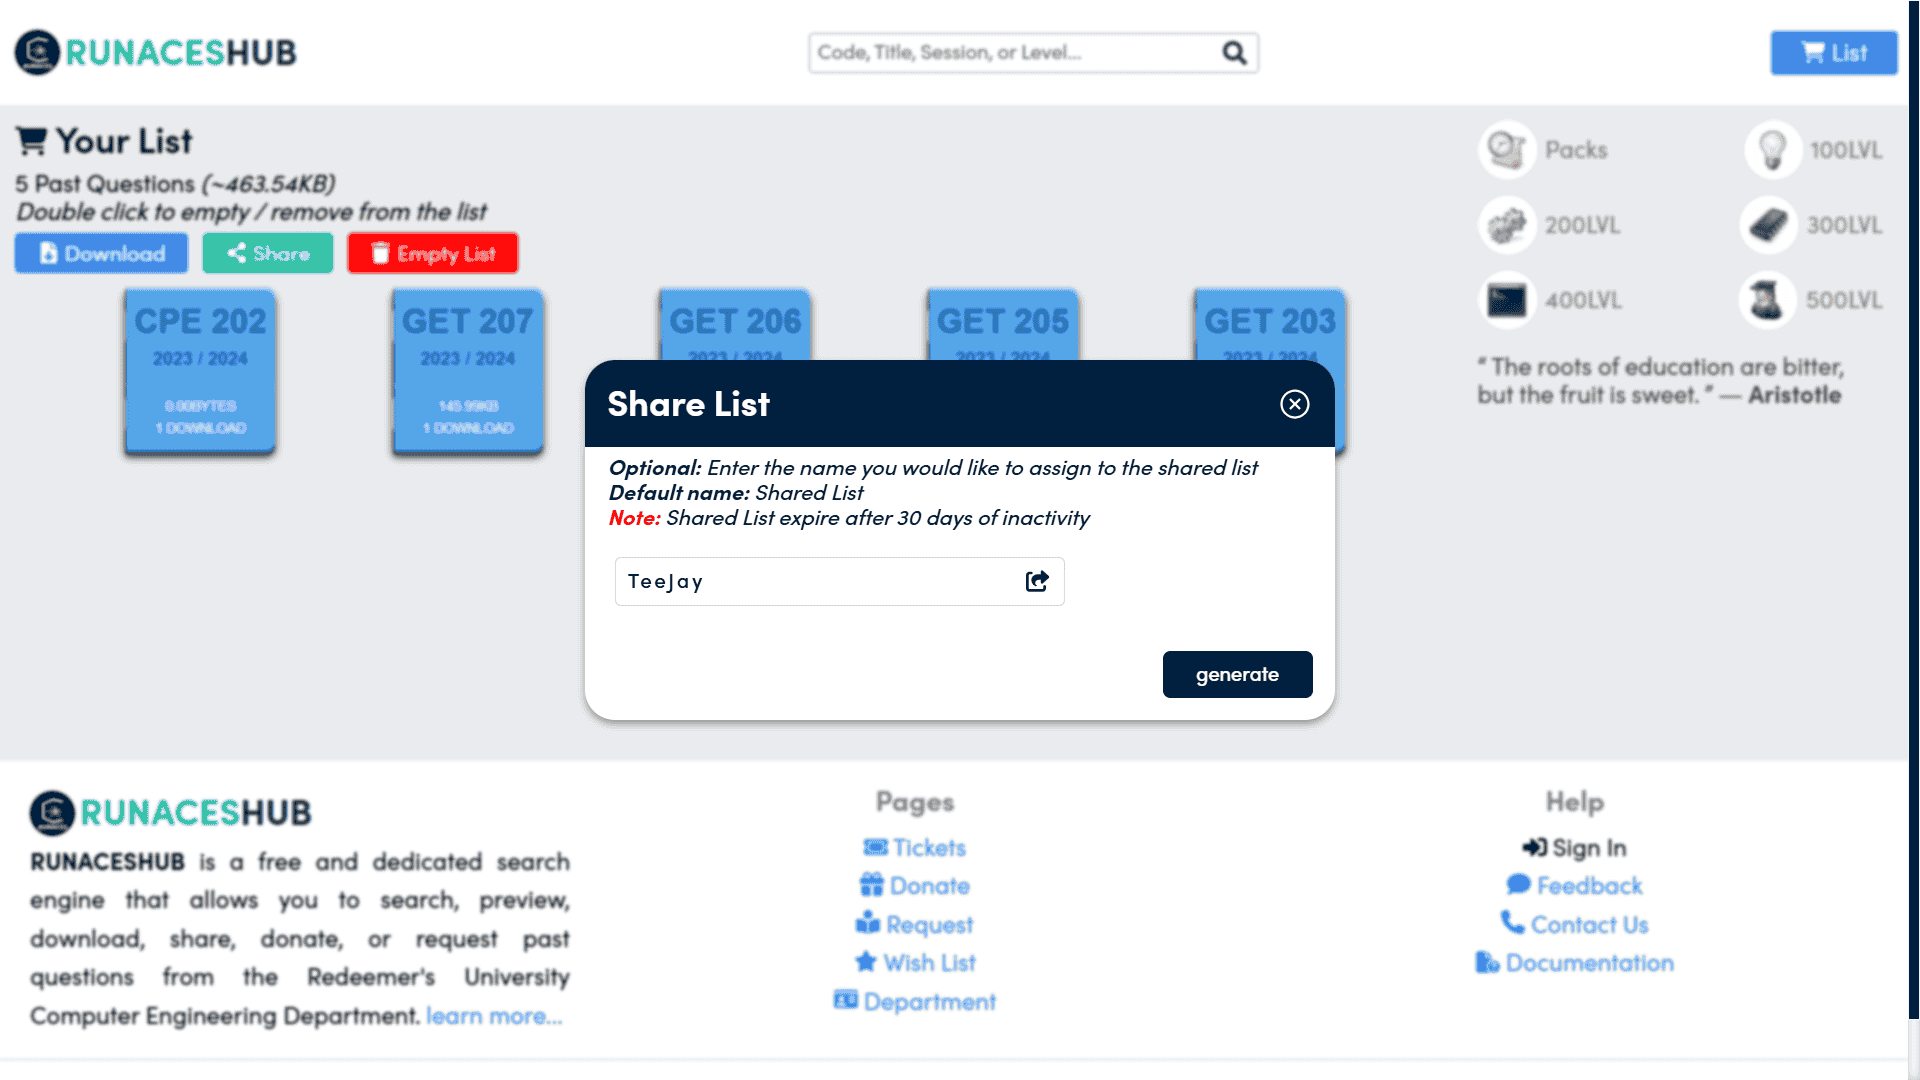 RUNACESHUB
Code, Title, Session, or Level...
List
Your List
5 Past Questions (~463.54KB)
Double click to empty / remove from the list
Download
Share
Empty List
CPE 202
2023 / 2024
0.00BYTES
1 DOWNLOAD
GET 207
2023 / 2024
145.99KB
1 DOWNLOAD
GET 206
2023 / 2024
GET 205
2023 / 2024
GET 203
2023 / 2024
Packs
100LVL
200LVL
300LVL
400LVL
500LVL
“ The roots of education are bitter,
but the fruit is sweet. ” — Aristotle
Share List
Optional: Enter the name you would like to assign to the shared list
Default name: Shared List
Note: Shared List expire after 30 days of inactivity
TeeJay
generate
RUNACESHUB
RUNACESHUB is a free and dedicated search
engine that allows you to search, preview,
download, share, donate, or request past
questions from the Redeemer's University
Computer Engineering Department. learn more...
Pages
Tickets
Donate
Request
Wish List
Department
Help
Sign In
Feedback
Contact Us
Documentation